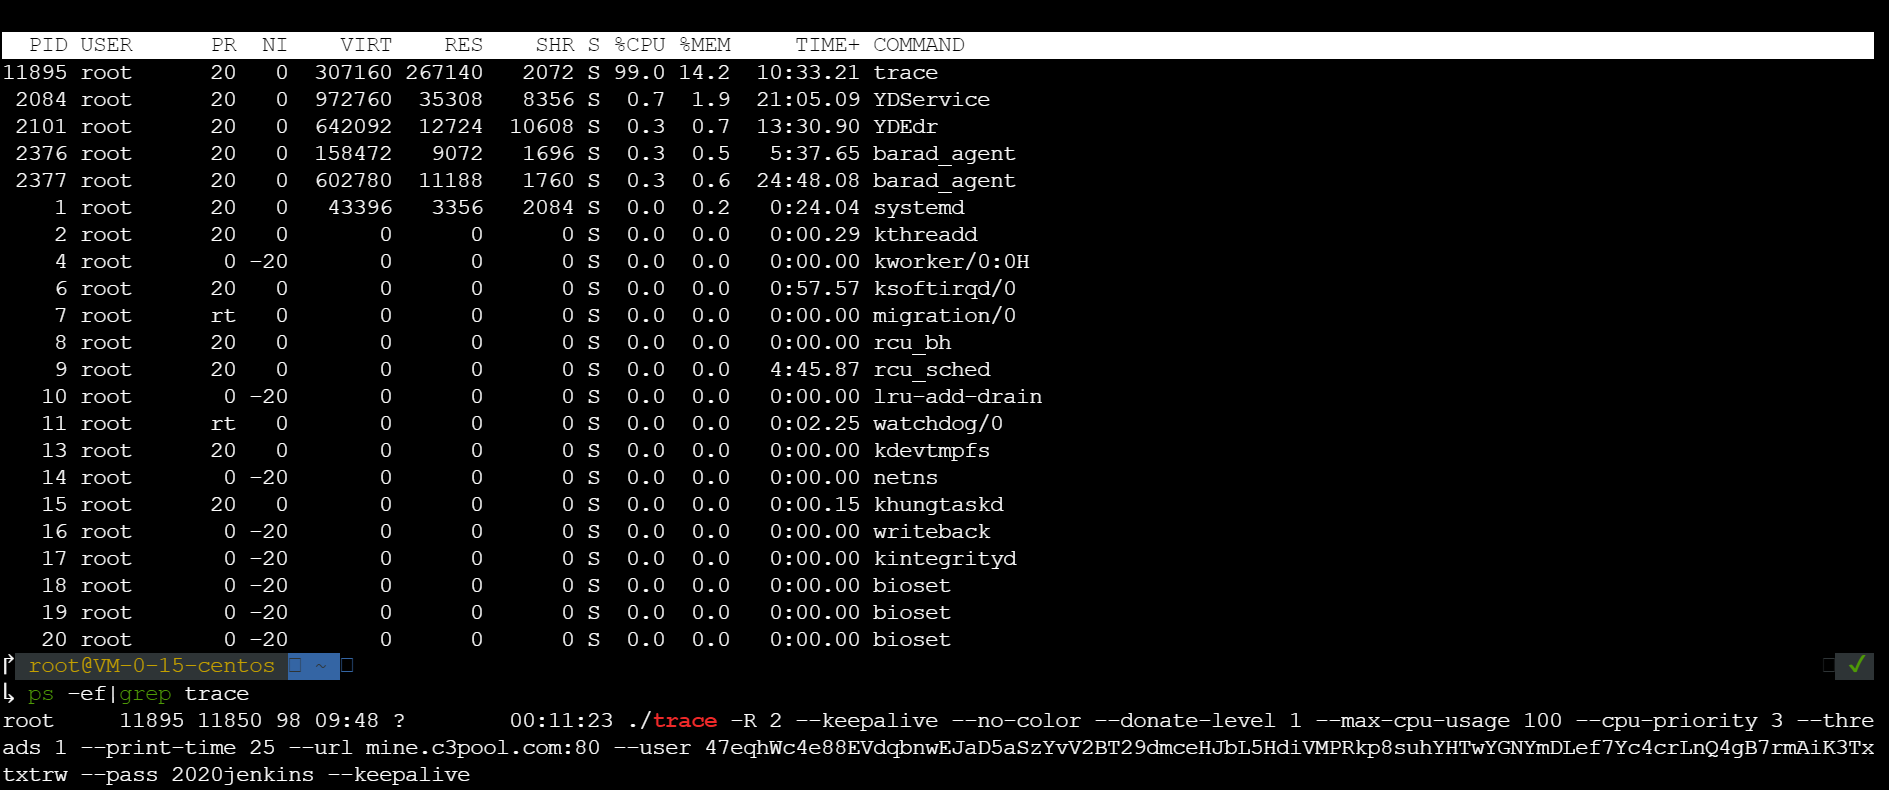 PID USER PR NI VIRT RES SHR S %CPU %MEM TIME+ COMMAND
11895 root 20 0 307160 267140 2072 S 99.0 14.2 10:33.21 trace
2084 root 20 0 972760 35308 8356 S 0.7 1.9 21:05.09 YDService
2101 root 20 0 642092 12724 10608 S 0.3 0.7 13:30.90 YDEdr
2376 root 20 0 158472 9072 1696 S 0.3 0.5 5:37.65 barad_agent
2377 root 20 0 602780 11188 1760 S 0.3 0.6 24:48.08 barad_agent
1 root 20 0 43396 3356 2084 S 0.0 0.2 0:24.04 systemd
2 root 20 0 0 0 0 S 0.0 0.0 0:00.29 kthreadd
4 root 0 -20 0 0 0 S 0.0 0.0 0:00.00 kworker/0:0H
6 root 20 0 0 0 0 S 0.0 0.0 0:57.57 ksoftirqd/0
7 root rt 0 0 0 0 S 0.0 0.0 0:00.00 migration/0
8 root 20 0 0 0 0 S 0.0 0.0 0:00.00 rcu_bh
9 root 20 0 0 0 0 S 0.0 0.0 4:45.87 rcu_sched
10 root 0 -20 0 0 0 S 0.0 0.0 0:00.00 lru-add-drain
11 root rt 0 0 0 0 S 0.0 0.0 0:02.25 watchdog/0
13 root 20 0 0 0 0 S 0.0 0.0 0:00.00 kdevtmpfs
14 root 0 -20 0 0 0 S 0.0 0.0 0:00.00 netns
15 root 20 0 0 0 0 S 0.0 0.0 0:00.15 khungtaskd
16 root 0 -20 0 0 0 S 0.0 0.0 0:00.00 writeback
17 root 0 -20 0 0 0 S 0.0 0.0 0:00.00 kintegrityd
18 root 0 -20 0 0 0 S 0.0 0.0 0:00.00 bioset
19 root 0 -20 0 0 0 S 0.0 0.0 0:00.00 bioset
20 root 0 -20 0 0 0 S 0.0 0.0 0:00.00 bioset
root@VM-0-15-centos ~ ✓
ps -ef|grep trace
root 11895 11850 98 09:48 ? 00:11:23 ./trace -R 2 --keepalive --no-color --donate-level 1 --max-cpu-usage 100 --cpu-priority 3 --thre
ads 1 --print-time 25 --url mine.c3pool.com:80 --user 47eqhWc4e88EVdqbnwEJaD5aSzYvV2BT29dmceHJbL5HdiVMPRkp8suhYHTwYGNYmDLef7Yc4crLnQ4gB7rmAiK3Tx
txtrw --pass 2020jenkins --keepalive